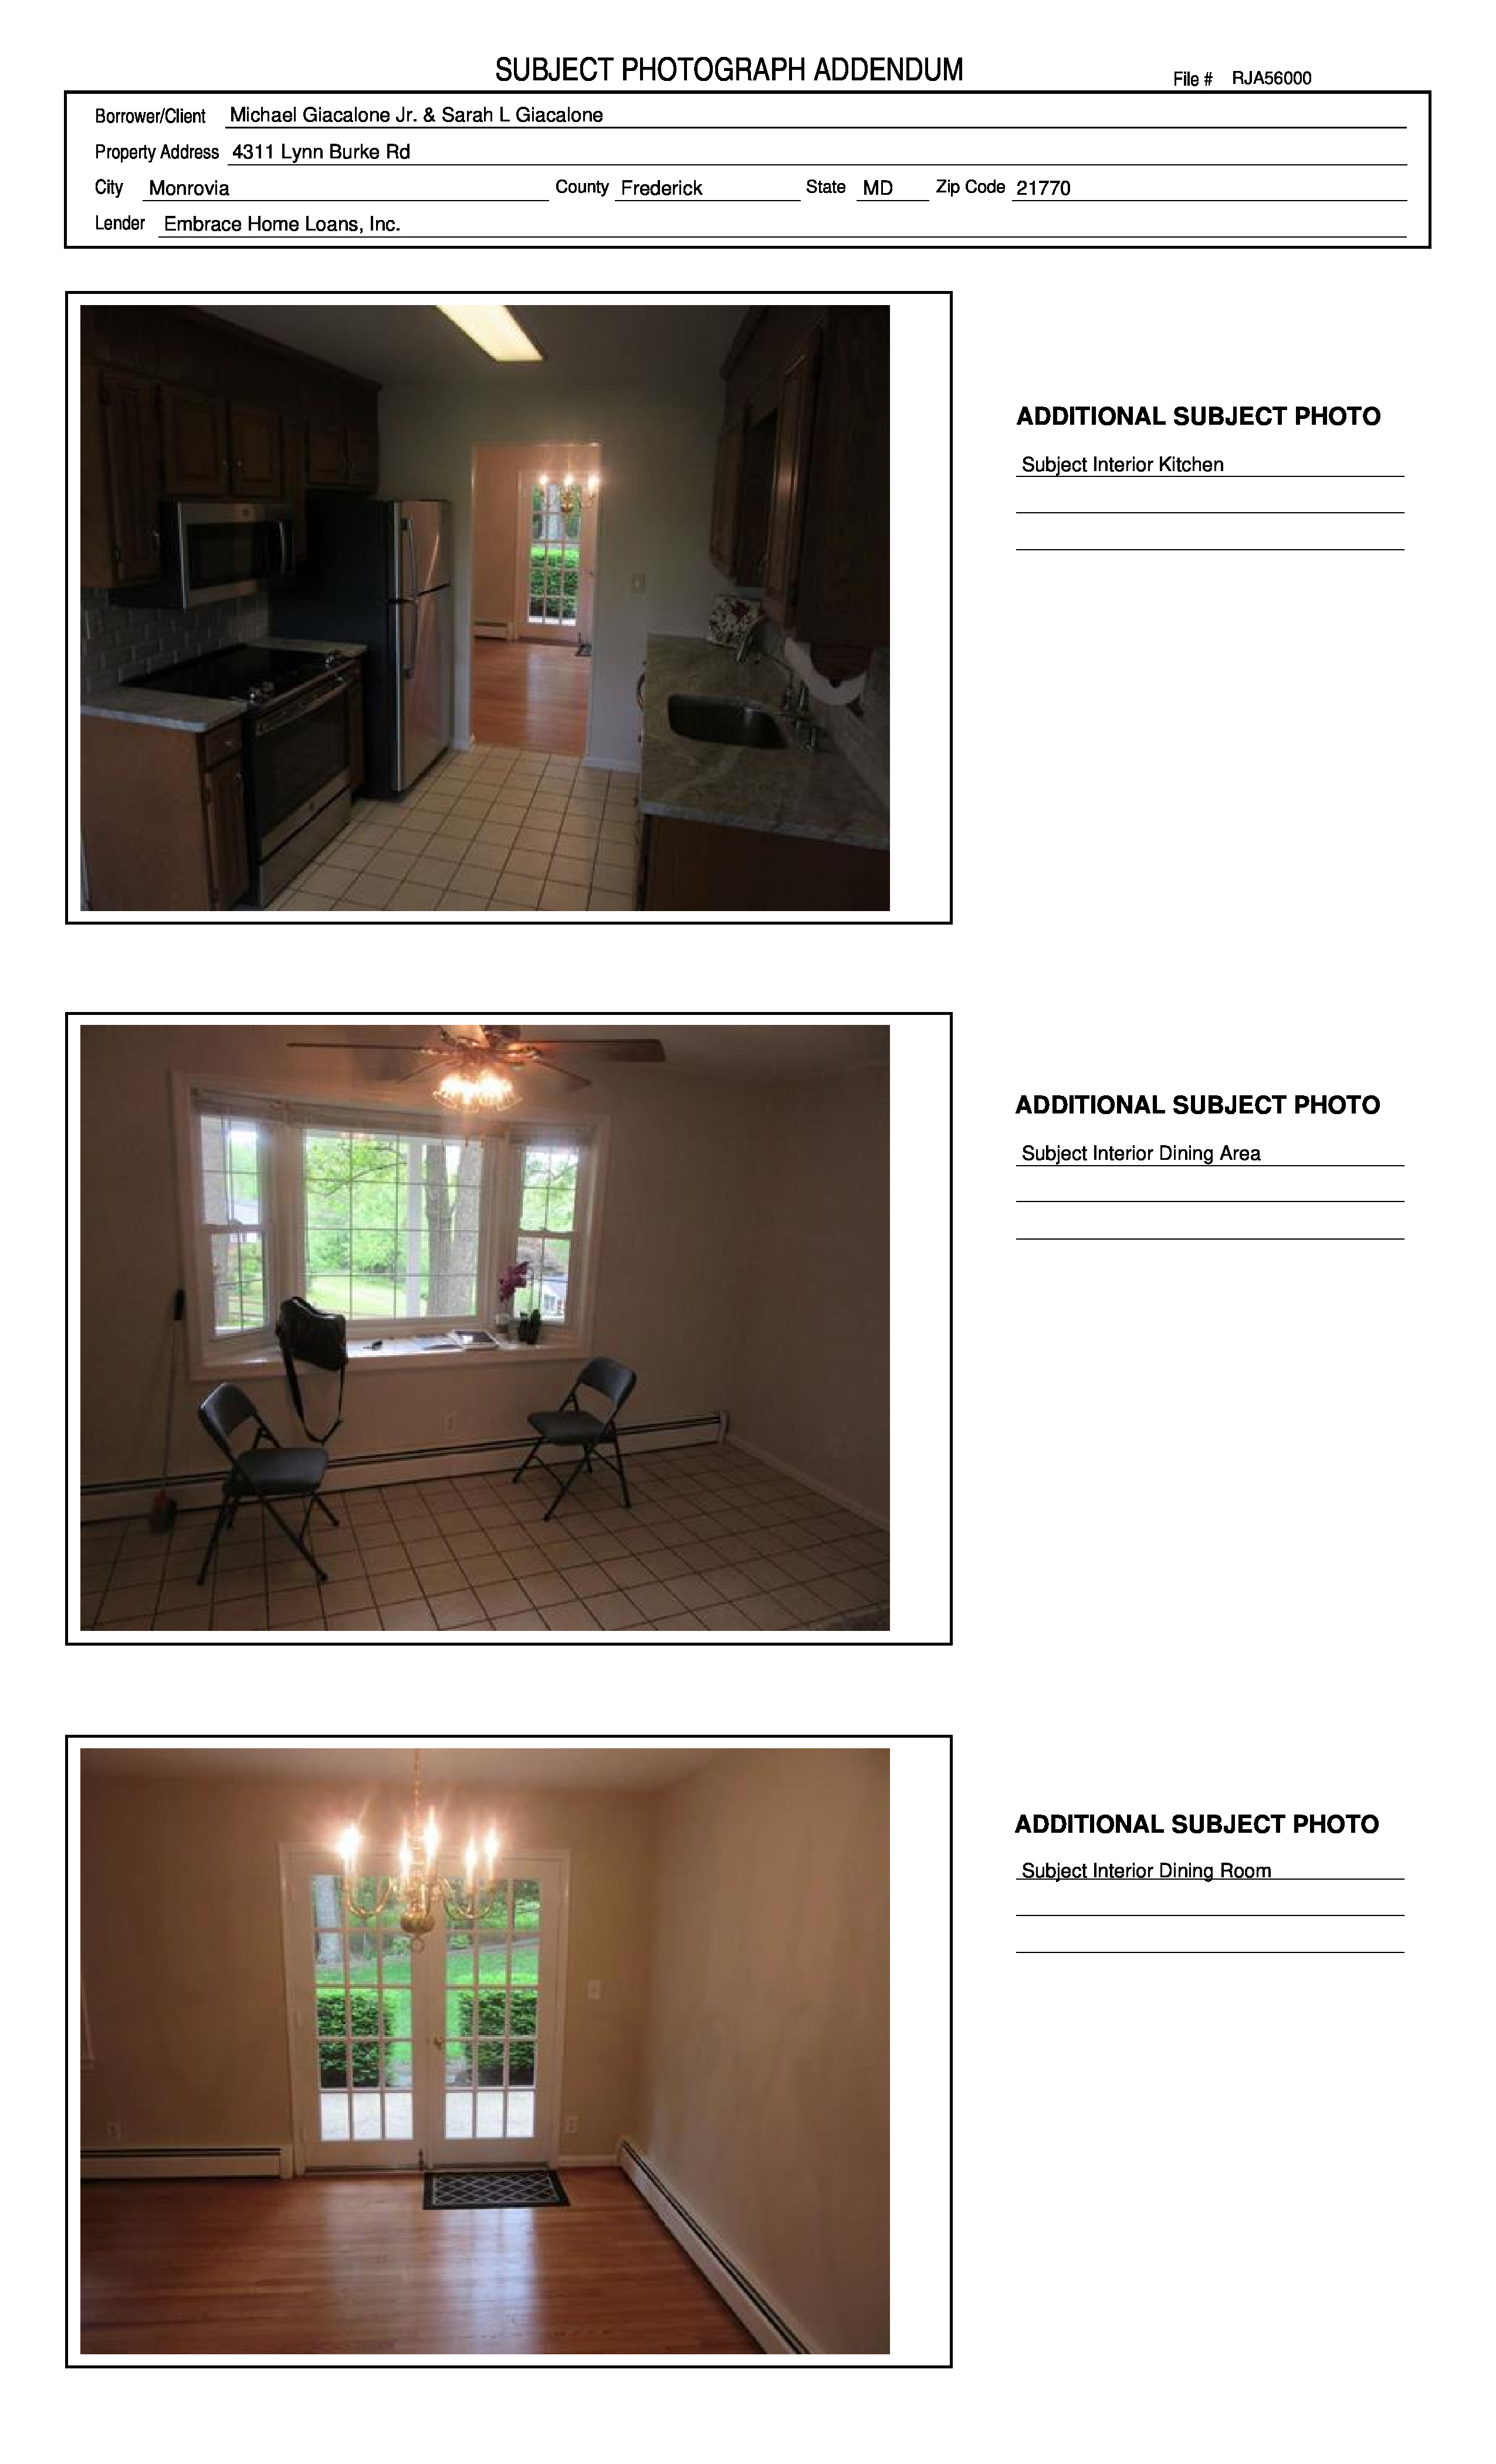 SUBJECT PHOTOGRAPH ADDENDUM
File # RJA56000
Borrower/Client Michael Giacalone Jr. & Sarah L Giacalone
Property Address 4311 Lynn Burke Rd
City Monrovia County Frederick State MD Zip Code 21770
Lender Embrace Home Loans, Inc.
ADDITIONAL SUBJECT PHOTO
Subject Interior Kitchen
ADDITIONAL SUBJECT PHOTO
Subject Interior Dining Area
ADDITIONAL SUBJECT PHOTO
Subject Interior Dining Room